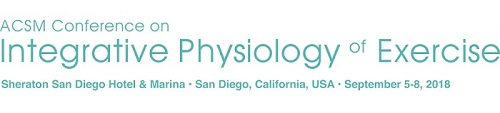 ACSM Conference on
Integrative Physiology of Exercise
Sheraton San Diego Hotel & Marina • San Diego, California, USA • September 5-8, 2018